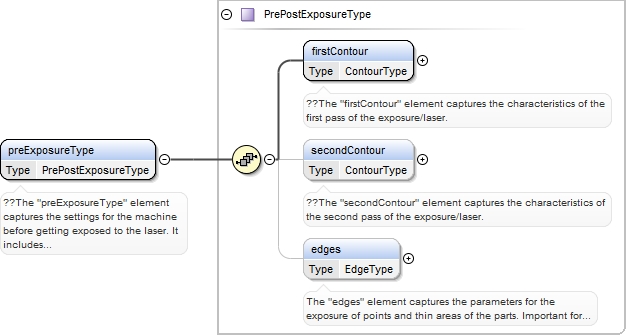 PrePostExposureType
firstContour
Type ContourType
??The "firstContour" element captures the characteristics of the
first pass of the exposure/laser.
preExposureType
Type PrePostExposureType
??The "preExposureType" element
captures the settings for the machine
before getting exposed to the laser. It
includes...
secondContour
Type ContourType
??The "secondContour" element captures the characteristics of
the second pass of the exposure/laser.
edges
Type EdgeType
The "edges" element captures the parameters for the
exposure of points and thin areas of the parts. Important for...